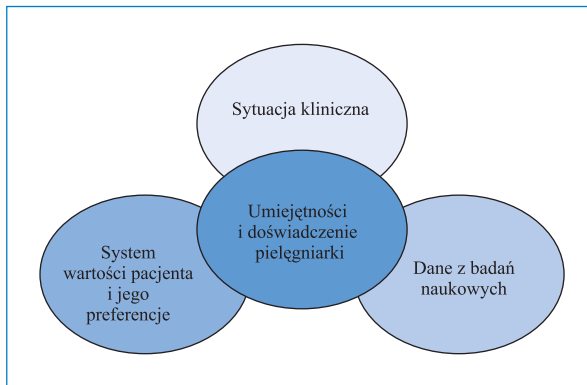 Sytuacja kliniczna
Umiejętności
i doświadczenie
pielęgniarki
System
wartości pacjenta
i jego
preferencje
Dane z badań
naukowych